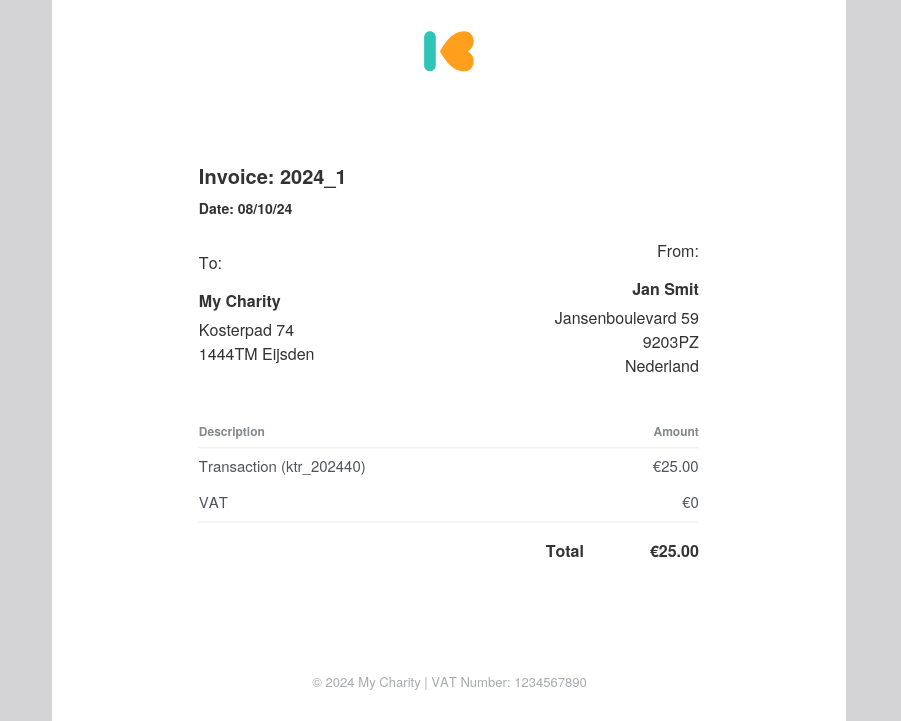 Invoice: 2024_1
Date: 08/10/24
To:
My Charity
Kosterpad 74
1444TM Eijsden
From:
Jan Smit
Jansenboulevard 59
9203PZ
Nederland
Description Amount
Transaction (ktr_202440) €25.00
VAT €0
Total €25.00
© 2024 My Charity | VAT Number: 1234567890